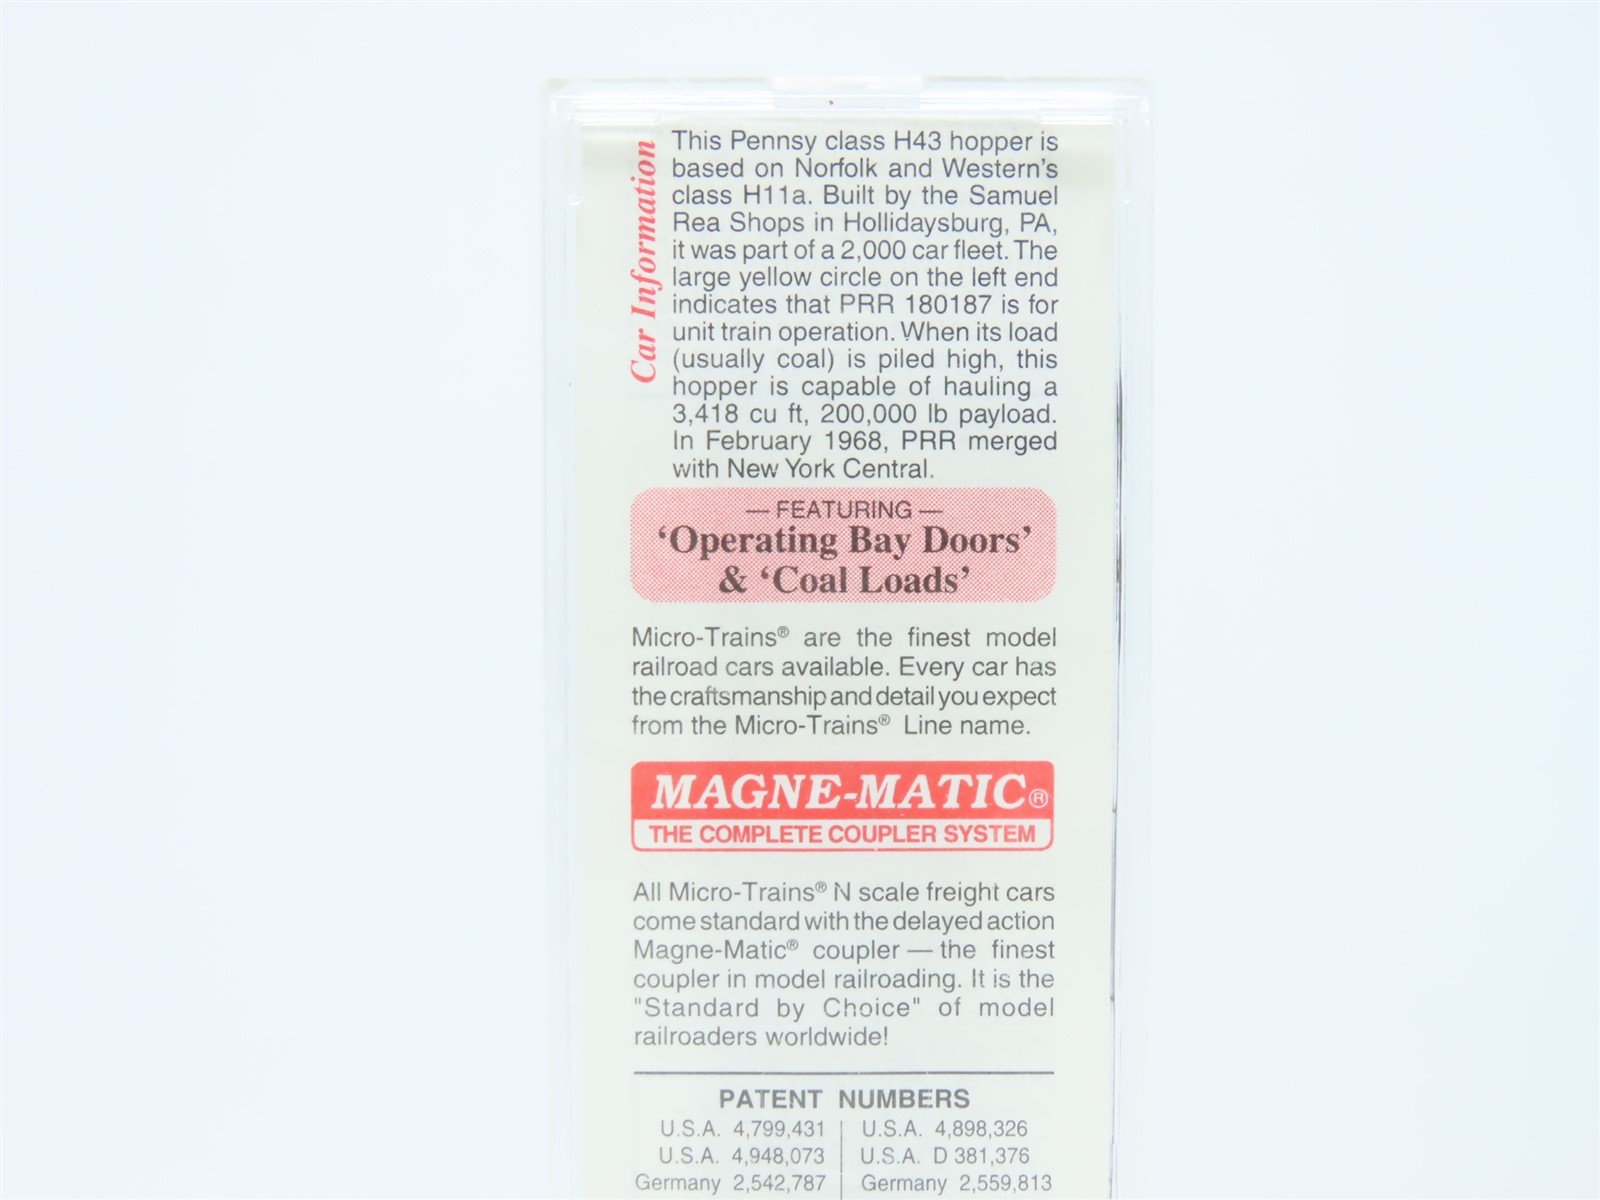 Car Information
This Pennsy class H43 hopper is
based on Norfolk and Western's
class H11a. Built by the Samuel
Rea Shops in Hollidaysburg, PA,
it was part of a 2,000 car fleet. The
large yellow circle on the left end
indicates that PRR 180187 is for
unit train operation. When its load
(usually coal) is piled high, this
hopper is capable of hauling a
3,418 cu ft, 200,000 lb payload.
In February 1968, PRR merged
with New York Central.
— FEATURING —
'Operating Bay Doors'
& 'Coal Loads'
Micro-Trains® are the finest model
railroad cars available. Every car has
the craftsmanship and detail you expect
from the Micro-Trains® Line name.
MAGNE-MATIC®
THE COMPLETE COUPLER SYSTEM
All Micro-Trains® N scale freight cars
come standard with the delayed action
Magne-Matic® coupler — the finest
coupler in model railroading. It is the
"Standard by Choice" of model
railroaders worldwide!
PATENT NUMBERS
U.S.A. 4,799,431 U.S.A. 4,898,326
U.S.A. 4,948,073 U.S.A. D 381,376
Germany 2,542,787 Germany 2,559,813